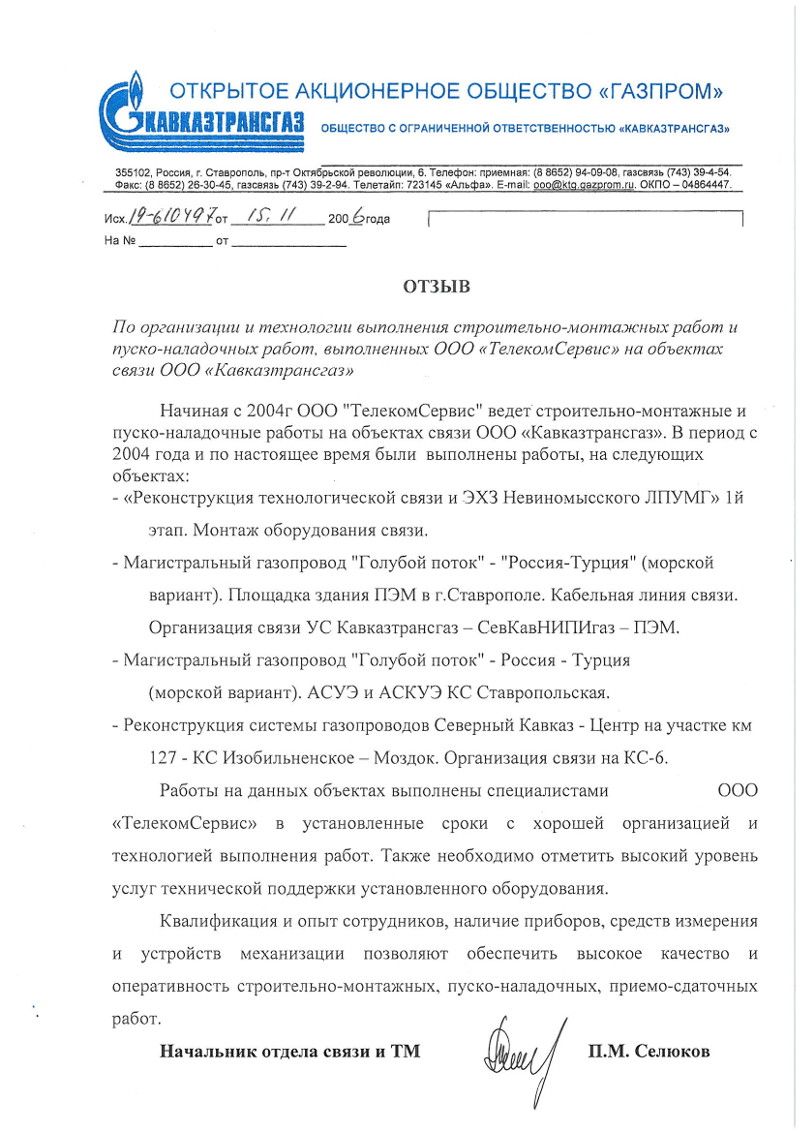 ОТКРЫТОЕ АКЦИОНЕРНОЕ ОБЩЕСТВО «ГАЗПРОМ»
КАВКАЗТРАНСГАЗ
ОБЩЕСТВО С ОГРАНИЧЕННОЙ ОТВЕТСТВЕННОСТЬЮ «КАВКАЗТРАНСГАЗ»
355102, Россия, г. Ставрополь, пр-т Октябрьской революции, 6. Телефон: приемная: (8 8652) 94-09-08, газсвязь (743) 39-4-54.
Факс: (8 8652) 26-30-45, газсвязь (743) 39-2-94. Телетайп: 723145 «Альфа». E-mail: ooo@ktg.gazprom.ru. ОКПО – 04864447.
Исх. 19-610497 от 15.11 2006 года
На № от
ОТЗЫВ
По организации и технологии выполнения строительно-монтажных работ и
пуско-наладочных работ, выполненных ООО «ТелекомСервис» на объектах
связи ООО «Кавказтрансгаз»
Начиная с 2004г ООО "ТелекомСервис" ведет строительно-монтажные и
пуско-наладочные работы на объектах связи ООО «Кавказтрансгаз». В период с
2004 года и по настоящее время были выполнены работы, на следующих
объектах:
- «Реконструкция технологической связи и ЭХЗ Невиномысского ЛПУМГ» 1й
этап. Монтаж оборудования связи.
- Магистральный газопровод "Голубой поток" - "Россия-Турция" (морской
вариант). Площадка здания ПЭМ в г.Ставрополе. Кабельная линия связи.
Организация связи УС Кавказтрансгаз – СевКавНИПИгаз – ПЭМ.
- Магистральный газопровод "Голубой поток" - Россия - Турция
(морской вариант). АСУЭ и АСКУЭ КС Ставропольская.
- Реконструкция системы газопроводов Северный Кавказ - Центр на участке км
127 - КС Изобильненское – Моздок. Организация связи на КС-6.
Работы на данных объектах выполнены специалистами ООО
«ТелекомСервис» в установленные сроки с хорошей организацией и
технологией выполнения работ. Также необходимо отметить высокий уровень
услуг технической поддержки установленного оборудования.
Квалификация и опыт сотрудников, наличие приборов, средств измерения
и устройств механизации позволяют обеспечить высокое качество и
оперативность строительно-монтажных, пуско-наладочных, приемо-сдаточных
работ.
Начальник отдела связи и ТМ П.М. Селюков